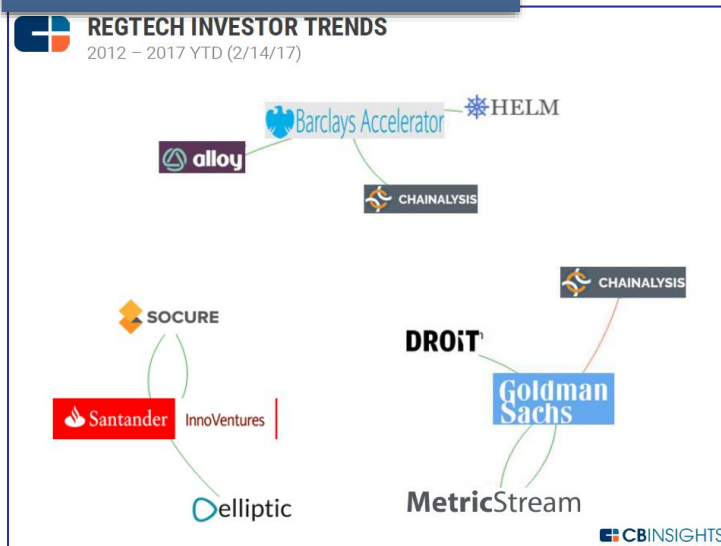 REGTECH INVESTOR TRENDS
2012 – 2017 YTD (2/14/17)
Barclays Accelerator
HELM
alloy
CHAINALYSIS
CHAINALYSIS
SOCURE
DROIT
Goldman
Sachs
Santander InnoVentures
MetricStream
elliptic
CBINSIGHTS